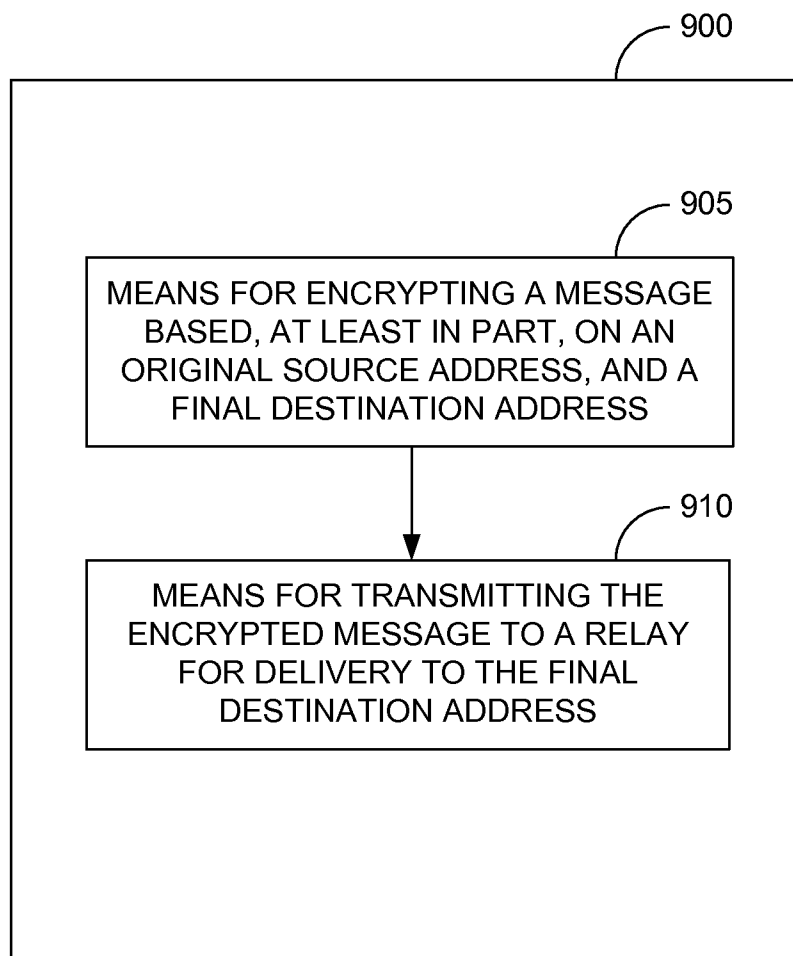 900
905
MEANS FOR ENCRYPTING A MESSAGE
BASED, AT LEAST IN PART, ON AN
ORIGINAL SOURCE ADDRESS, AND A
FINAL DESTINATION ADDRESS
910
MEANS FOR TRANSMITTING THE
ENCRYPTED MESSAGE TO A RELAY
FOR DELIVERY TO THE FINAL
DESTINATION ADDRESS